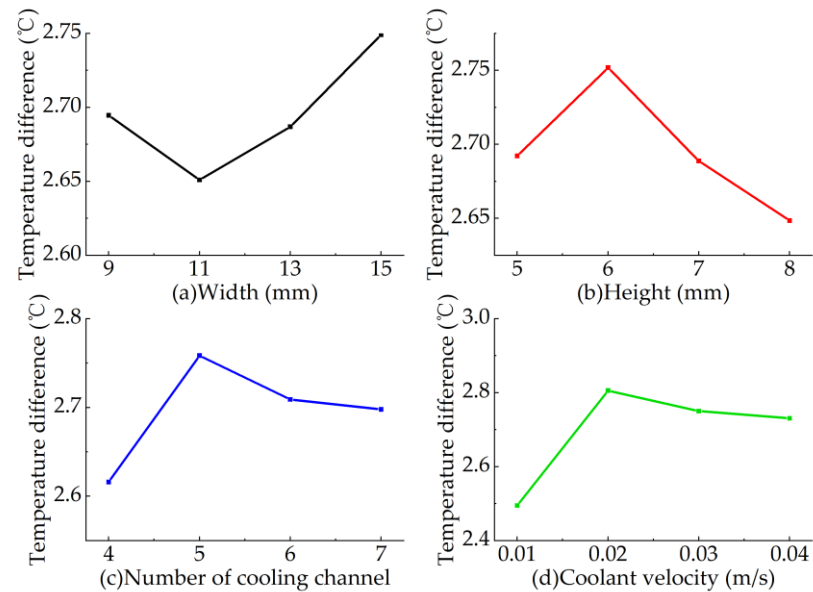 Temperature difference (℃)
2.75
2.70
2.65
2.60
9 11 13 15
(a)Width (mm)
Temperature difference (℃)
2.75
2.70
2.65
5 6 7 8
(b)Height (mm)
Temperature difference (℃)
2.8
2.7
2.6
4 5 6 7
(c)Number of cooling channel
Temperature difference (℃)
3.0
2.8
2.6
2.4
0.01 0.02 0.03 0.04
(d)Coolant velocity (m/s)